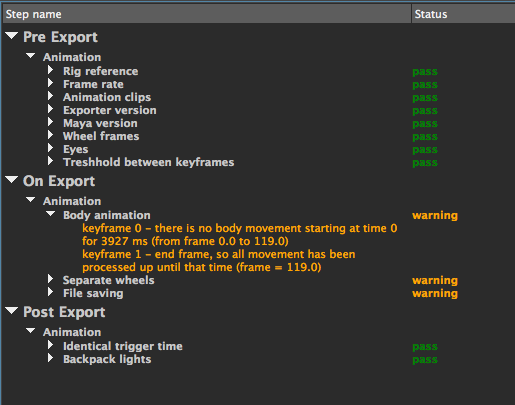 Step name Status
Pre Export
Animation
Rig reference pass
Frame rate pass
Animation clips pass
Exporter version pass
Maya version pass
Wheel frames pass
Eyes pass
Treshhold between keyframes pass
On Export
Animation
Body animation warning
keyframe 0 - there is no body movement starting at time 0
for 3927 ms (from frame 0.0 to 119.0)
keyframe 1 - end frame, so all movement has been
processed up until that time (frame = 119.0)
Separate wheels warning
File saving warning
Post Export
Animation
Identical trigger time pass
Backpack lights pass